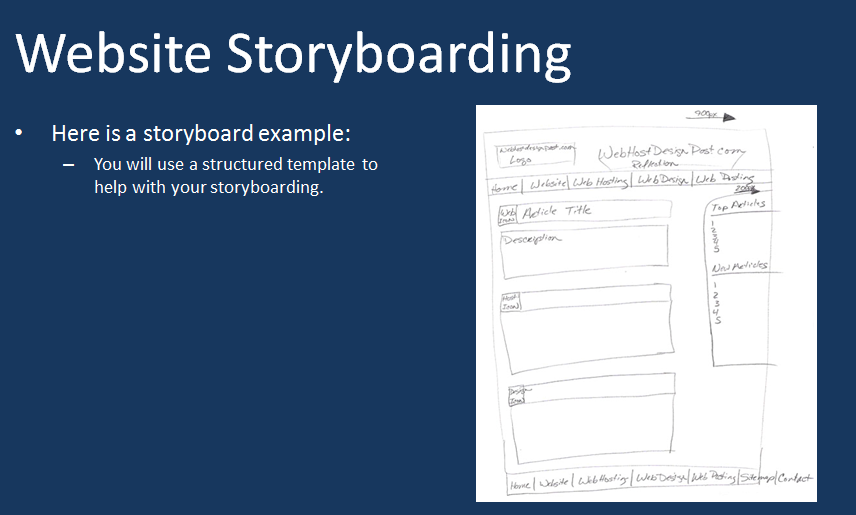 Website Storyboarding
• Here is a storyboard example:
– You will use a structured template to
help with your storyboarding.
900px
webhostdesignpost.com
Logo
WebHostDesignPost.com
Reflection
Home | Website | Web Hosting | Web Design | Web Posting
200px
Web
Icon
Article Title
Description
Top Articles
1
2
3
4
5
New Articles
1
2
3
4
5
Host
Icon
Design
Icon
Home | Website | Web Hosting | Web Design | Web Posting | Sitemap | Contact